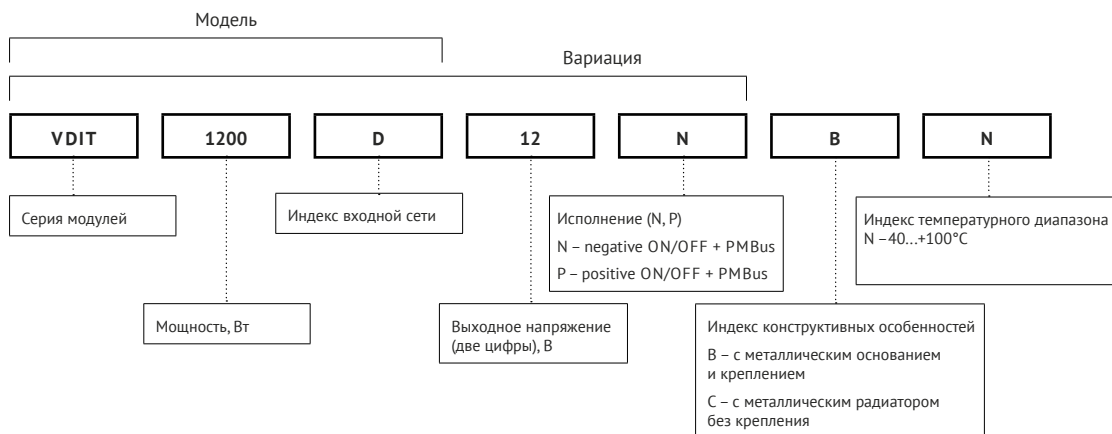 Модель
Вариация
VDIT 1200 D 12 N B N
Серия модулей
Индекс входной сети
Исполнение (N, P)
N – negative ON/OFF + PMBus
P – positive ON/OFF + PMBus
Индекс температурного диапазона
N –40...+100°C
Мощность, Вт
Выходное напряжение
(две цифры), В
Индекс конструктивных особенностей
B – с металлическим основанием
и креплением
C – с металлическим радиатором
без крепления